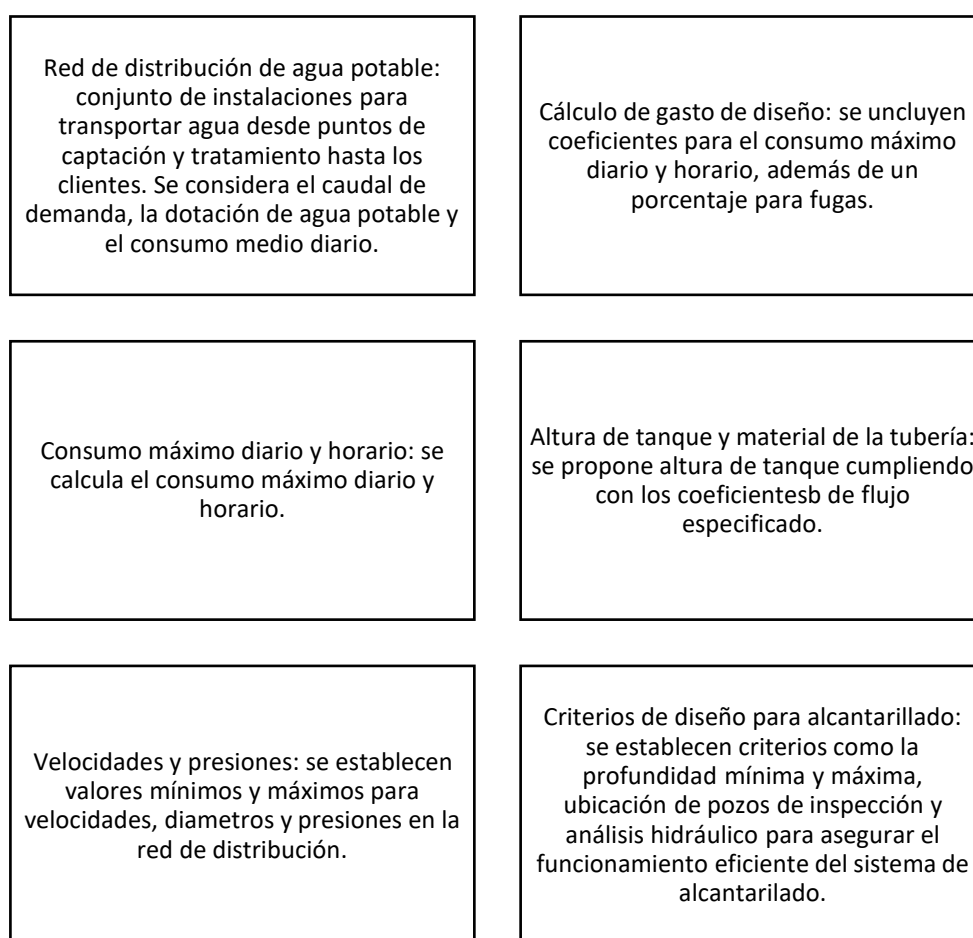 Red de distribución de agua potable:
conjunto de instalaciones para
transportar agua desde puntos de
captación y tratamiento hasta los
clientes. Se considera el caudal de
demanda, la dotación de agua potable y
el consumo medio diario.
Cálculo de gasto de diseño: se uncluyen
coeficientes para el consumo máximo
diario y horario, además de un
porcentaje para fugas.
Consumo máximo diario y horario: se
calcula el consumo máximo diario y
horario.
Altura de tanque y material de la tubería:
se propone altura de tanque cumpliendo
con los coeficientesb de flujo
especificado.
Velocidades y presiones: se establecen
valores mínimos y máximos para
velocidades, diametros y presiones en la
red de distribución.
Criterios de diseño para alcantarillado:
se establecen criterios como la
profundidad mínima y máxima,
ubicación de pozos de inspección y
análisis hidráulico para asegurar el
funcionamiento eficiente del sistema de
alcantarilado.